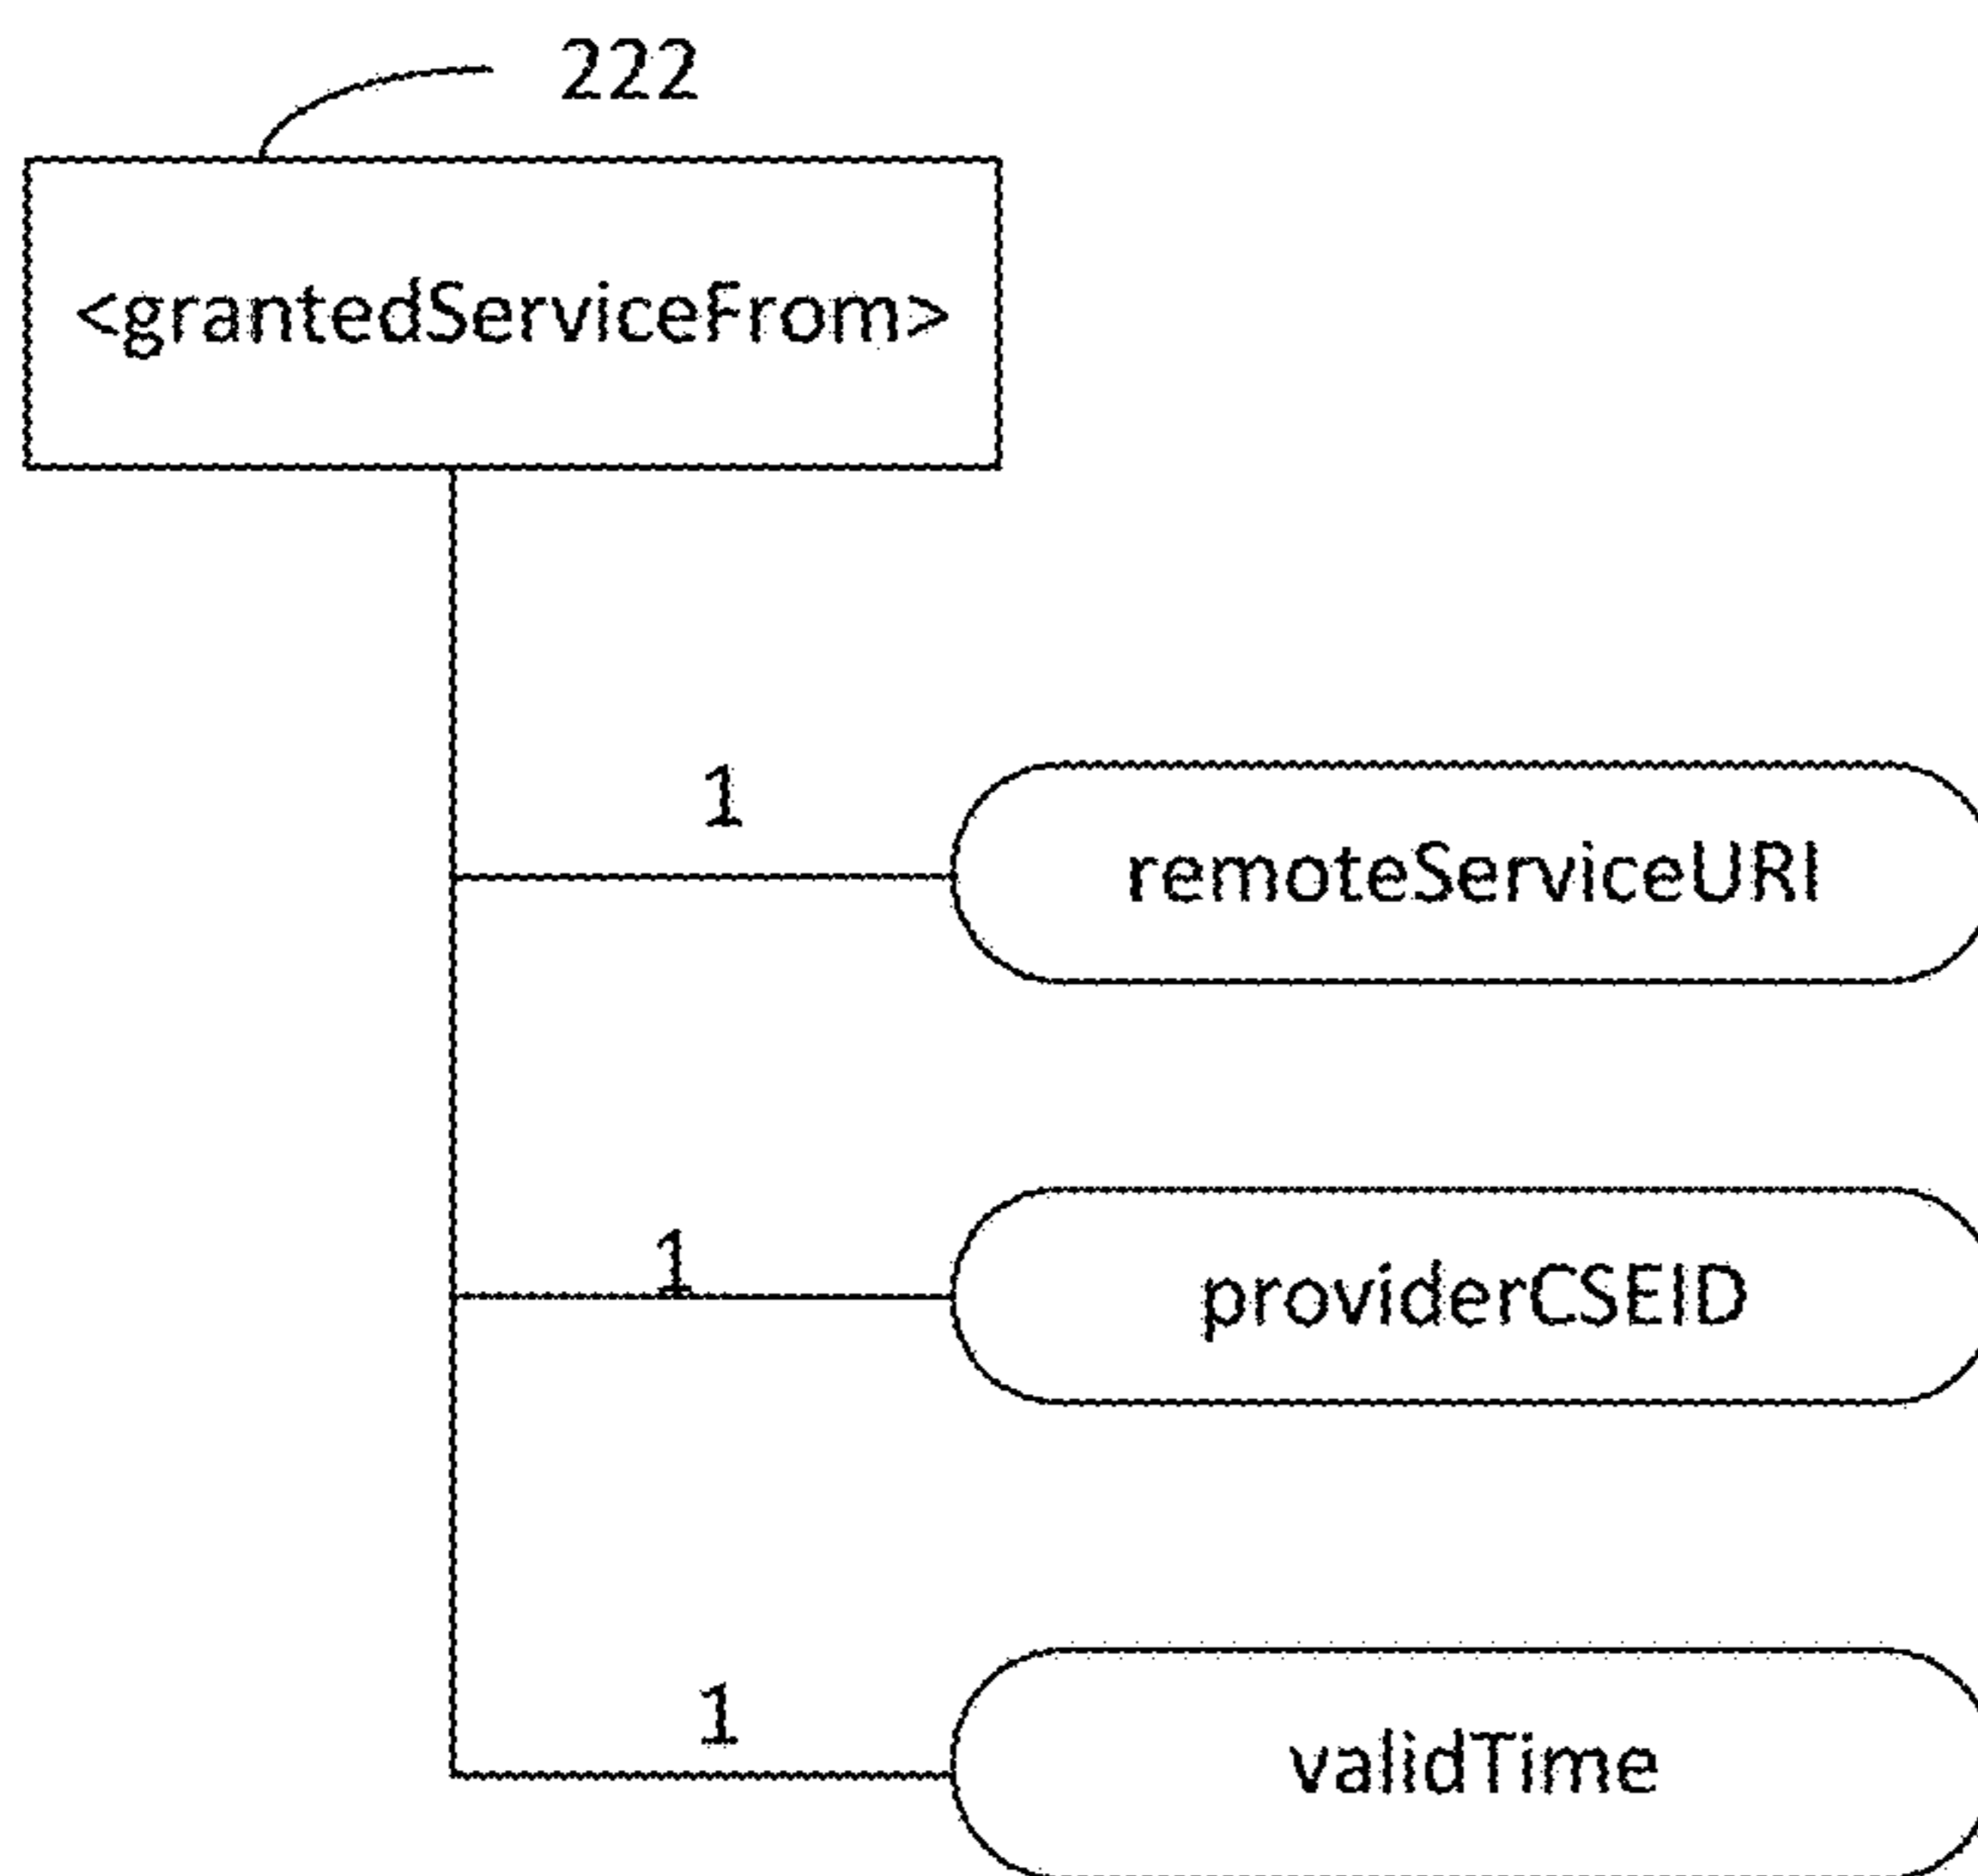 222
<grantedServiceFrom>
1
remoteServiceURI
1
providerCSEID
1
validTime